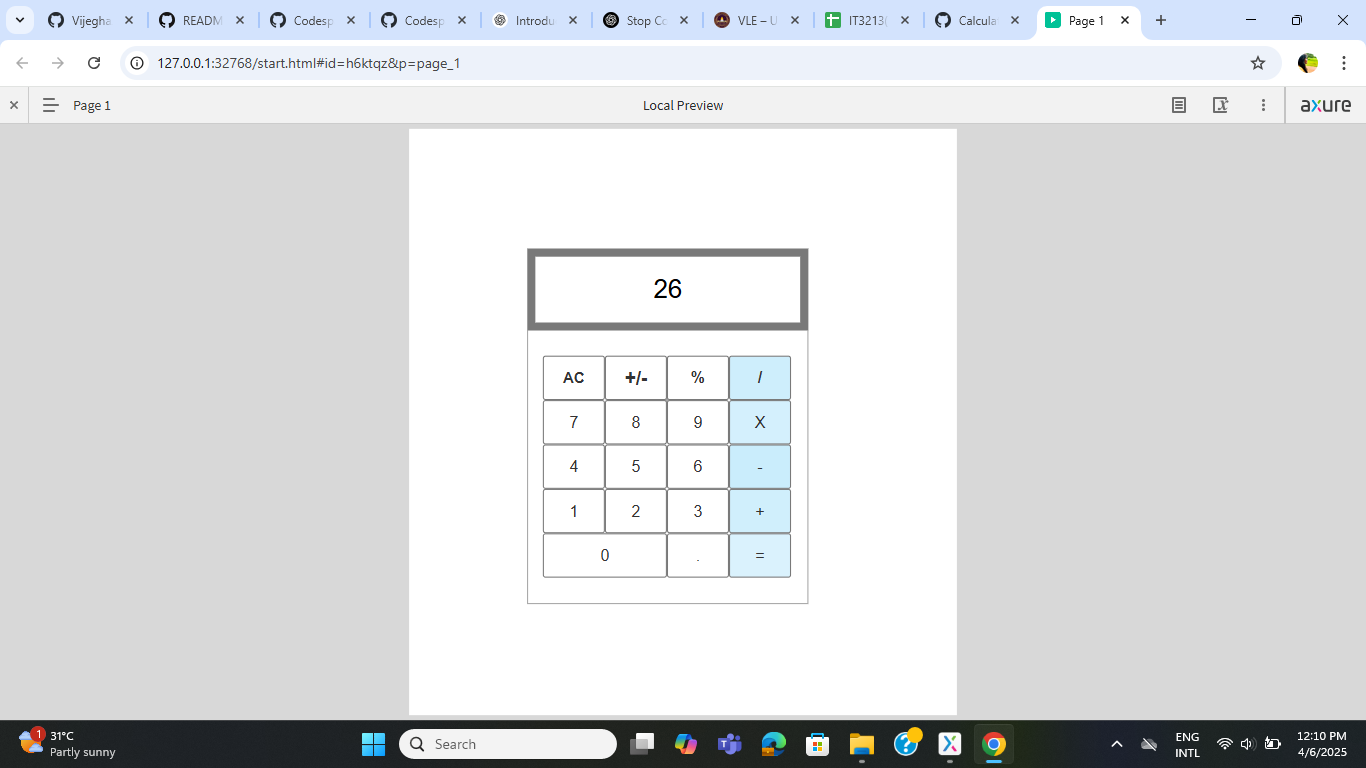 Vijegha
READM
Codesp
Codesp
Introdu
Stop Co
VLE – U
IT3213(
Calcula
Page 1
127.0.0.1:32768/start.html#id=h6ktqz&p=page_1
Page 1
Local Preview
axure
26
AC +/- % /
7 8 9 X
4 5 6 -
1 2 3 +
0 . =
1
31°C
Partly sunny
Search
ENG
INTL
12:10 PM
4/6/2025